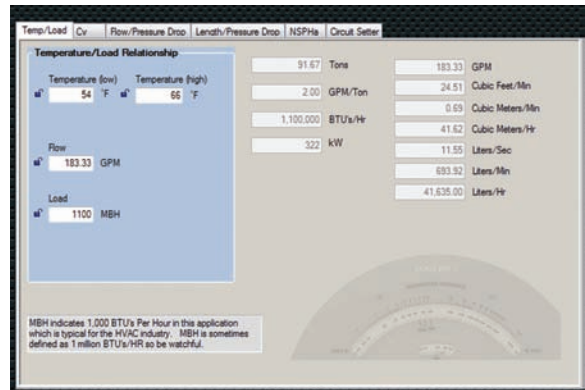 Temp/Load Cv Flow/Pressure Drop Length/Pressure Drop NSPHa Circuit Setter
Temperature/Load Relationship
Temperature (low) Temperature (high)
54 °F 66 °F
Flow
183.33 GPM
Load
1100 MBH
91.67 Tons
2.00 GPM/Ton
1,100,000 BTU's/Hr
322 kW
183.33 GPM
24.51 Cubic Feet/Min
0.69 Cubic Meters/Min
41.62 Cubic Meters/Hr
11.55 Liters/Sec
693.92 Liters/Min
41,635.00 Liters/Hr
MBH indicates 1,000 BTU's Per Hour in this application
which is typical for the HVAC industry. MBH is sometimes
defined as 1 million BTU's/HR so be watchful.